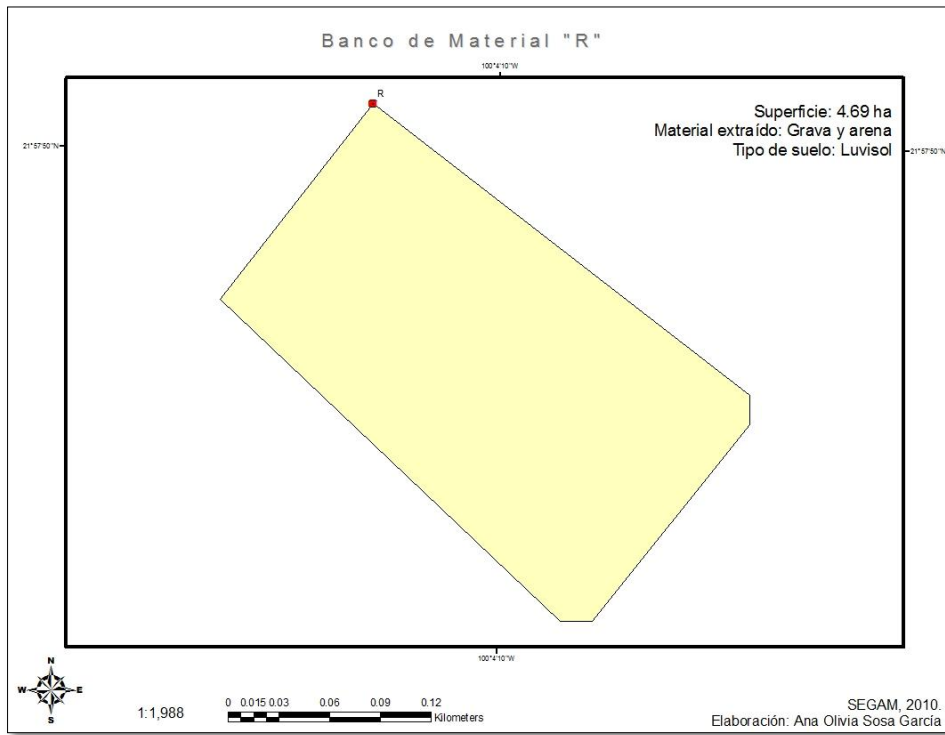 Banco de Material "R"
100°4'10"W
R
Superficie: 4.69 ha
Material extraído: Grava y arena
Tipo de suelo: Luvisol
21°57'50"N
21°57'50"N
100°4'10"W
N
W
E
S
1:1,988
0 0.015 0.03 0.06 0.09 0.12
Kilometers
SEGAM, 2010.
Elaboración: Ana Olivia Sosa García